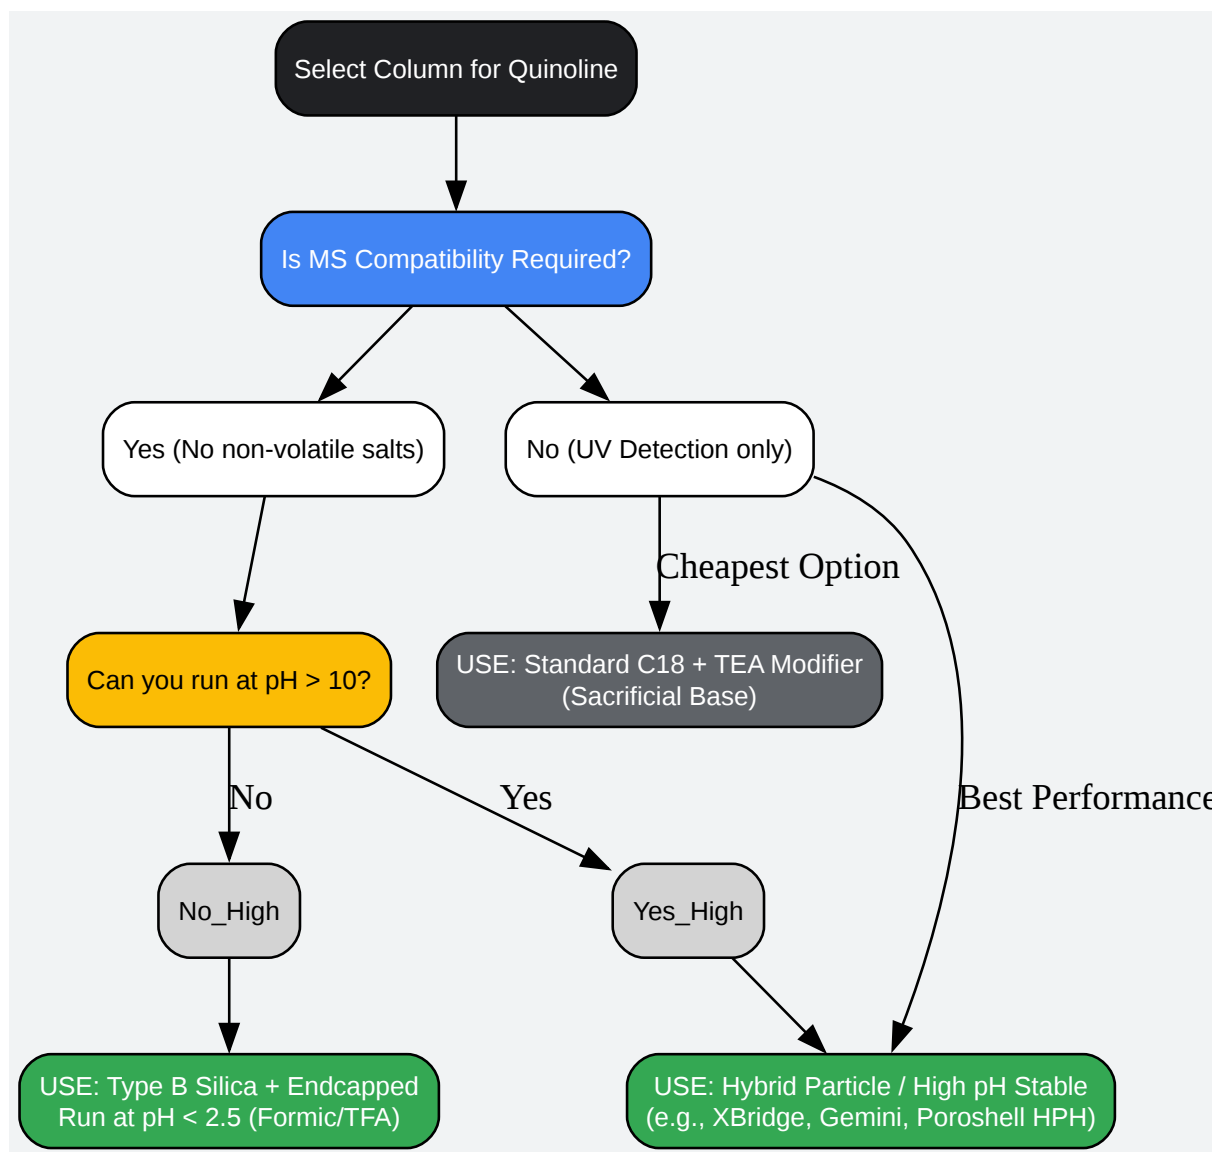 Select Column for Quinoline
Is MS Compatibility Required?
Yes (No non-volatile salts)
No (UV Detection only)
Cheapest Option
Can you run at pH > 10?
USE: Standard C18 + TEA Modifier
(Sacrificial Base)
No
Yes
Best Performance
No_High
Yes_High
USE: Type B Silica + Endcapped
Run at pH < 2.5 (Formic/TFA)
USE: Hybrid Particle / High pH Stable
(e.g., XBridge, Gemini, Poroshell HPH)